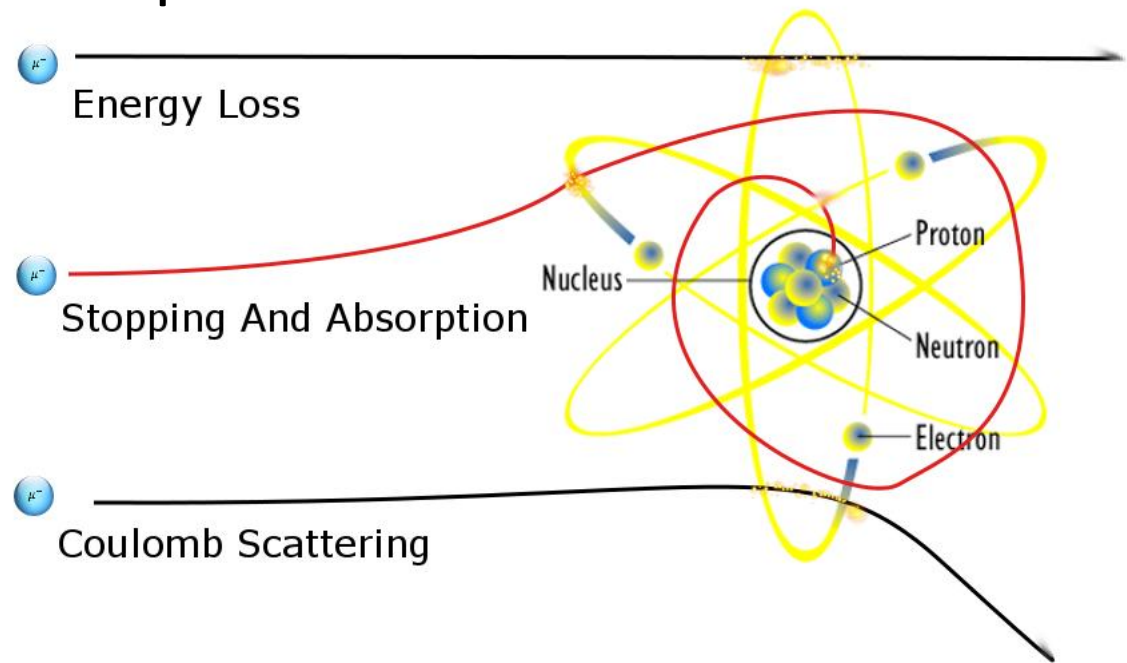 μ⁻
Energy Loss
μ⁻
Stopping And Absorption
Nucleus
Proton
Neutron
Electron
μ⁻
Coulomb Scattering